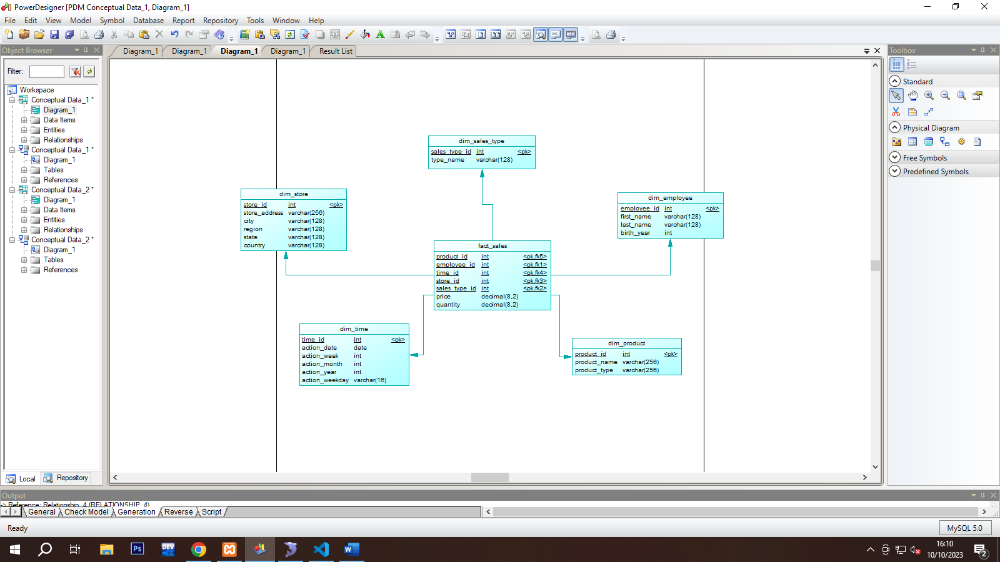 PowerDesigner [PDM Conceptual Data_1, Diagram_1]
File Edit View Model Symbol Database Report Repository Tools Window Help
Object Browser
Filter:
Workspace
Conceptual Data_1 *
Diagram_1
Data Items
Entities
Relationships
Conceptual Data_1 *
Diagram_1
Tables
References
Conceptual Data_2 *
Diagram_1
Data Items
Entities
Relationships
Conceptual Data_2 *
Diagram_1
Tables
References
Local Repository
Diagram_1 Diagram_1 Diagram_1 Diagram_1 Result List
dim_sales_type
sales_type_id int <pk>
type_name varchar(128)
dim_store
store_id int <pk>
store_address varchar(256)
city varchar(128)
region varchar(128)
state varchar(128)
country varchar(128)
dim_employee
employee_id int <pk>
first_name varchar(128)
last_name varchar(128)
birth_year int
fact_sales
product_id int <pk,fk5>
employee_id int <pk,fk1>
time_id int <pk,fk4>
store_id int <pk,fk3>
sales_type_id int <pk,fk2>
price decimal(8,2)
quantity decimal(8,2)
dim_time
time_id int <pk>
action_date date
action_week int
action_month int
action_year int
action_weekday varchar(16)
dim_product
product_id int <pk>
product_name varchar(256)
product_type varchar(256)
Toolbox
Standard
Physical Diagram
Free Symbols
Predefined Symbols
Output
-> Reference: Relationship_4 (RELATIONSHIP_4)
General Check Model Generation Reverse Script
Ready
MySQL 5.0
Ps
DEV
16:10
10/10/2023
2